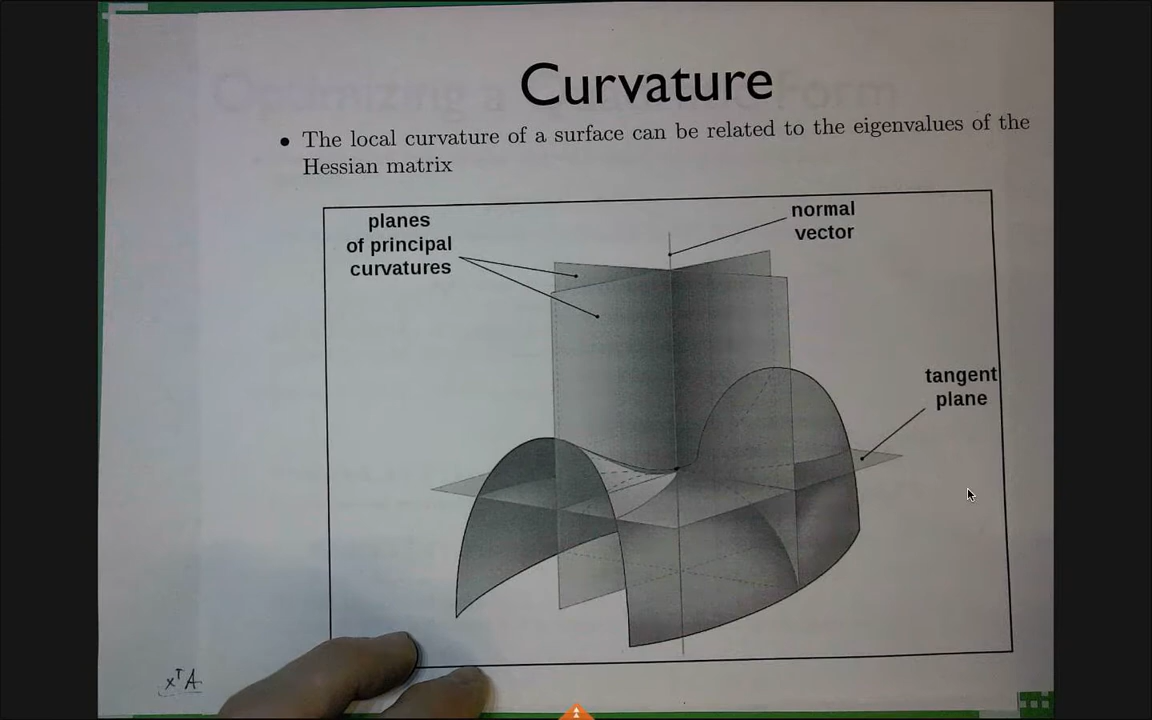 Curvature
• The local curvature of a surface can be related to the eigenvalues of the
Hessian matrix
planes
of principal
curvatures
normal
vector
tangent
plane
xᵀA